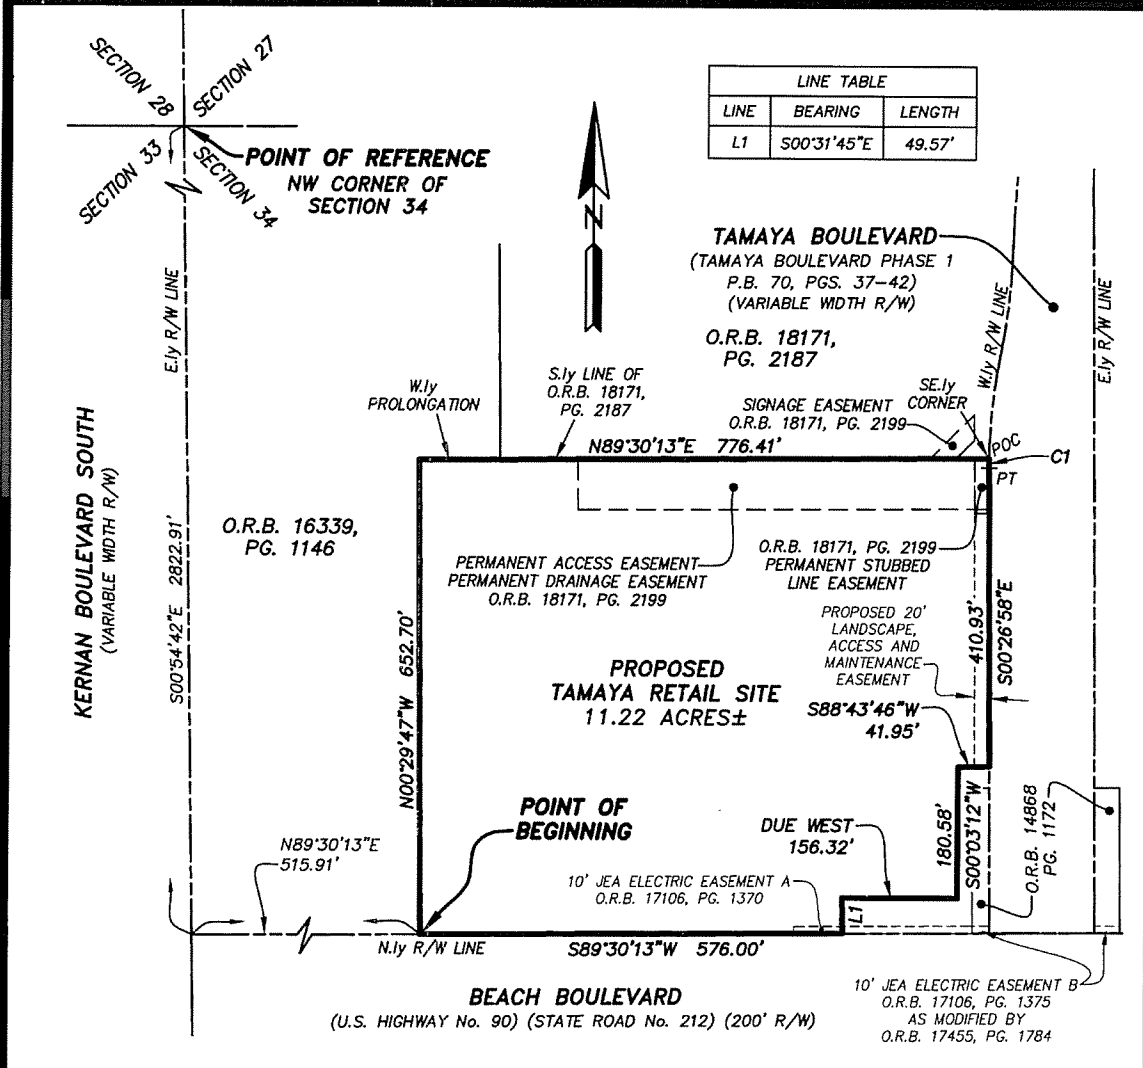 SECTION 28
SECTION 27
SECTION 33
SECTION 34
POINT OF REFERENCE
NW CORNER OF
SECTION 34
LINE TABLE
LINE BEARING LENGTH
L1 S00°31'45"E 49.57'
N
TAMAYA BOULEVARD
(TAMAYA BOULEVARD PHASE 1
P.B. 70, PGS. 37-42)
(VARIABLE WIDTH R/W)
O.R.B. 18171,
PG. 2187
E.ly R/W LINE
W.ly R/W LINE
E.ly R/W LINE
W.ly
PROLONGATION
S.ly LINE OF
O.R.B. 18171,
PG. 2187
SIGNAGE EASEMENT
O.R.B. 18171, PG. 2199
SE.ly
CORNER
N89°30'13"E 776.41'
POC
C1
PT
KERNAN BOULEVARD SOUTH
(VARIABLE WIDTH R/W)
S00°54'42"E 2822.91'
O.R.B. 16339,
PG. 1146
PERMANENT ACCESS EASEMENT
PERMANENT DRAINAGE EASEMENT
O.R.B. 18171, PG. 2199
O.R.B. 18171, PG. 2199
PERMANENT STUBBED
LINE EASEMENT
PROPOSED 20'
LANDSCAPE,
ACCESS AND
MAINTENANCE
EASEMENT
410.93'
S00°26'58"E
N00°29'47"W 652.70'
PROPOSED
TAMAYA RETAIL SITE
11.22 ACRES±
S88°43'46"W
41.95'
POINT OF
BEGINNING
DUE WEST
156.32'
180.58'
S00°03'12"W
O.R.B. 14868
PG. 1172
N89°30'13"E
515.91'
10' JEA ELECTRIC EASEMENT A
O.R.B. 17106, PG. 1370
L1
N.ly R/W LINE
S89°30'13"W 576.00'
BEACH BOULEVARD
(U.S. HIGHWAY No. 90) (STATE ROAD No. 212) (200' R/W)
10' JEA ELECTRIC EASEMENT B
O.R.B. 17106, PG. 1375
AS MODIFIED BY
O.R.B. 17455, PG. 1784